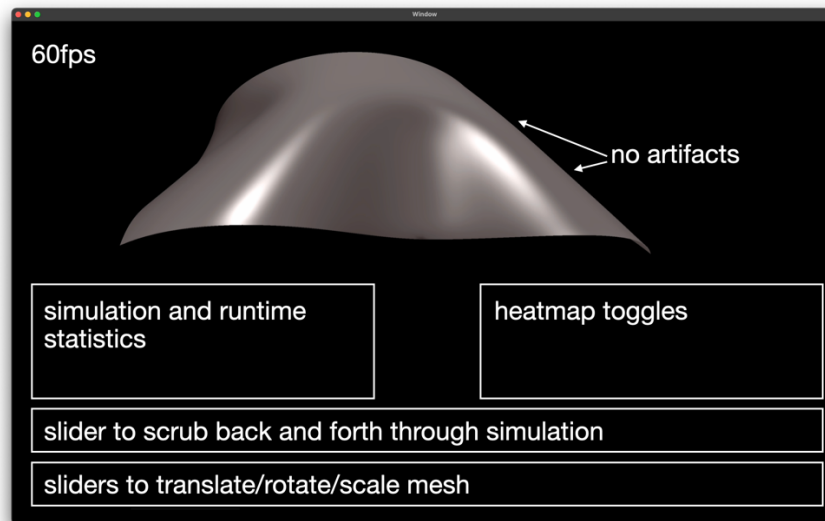 Window
60fps
no artifacts
simulation and runtime
statistics
heatmap toggles
slider to scrub back and forth through simulation
sliders to translate/rotate/scale mesh